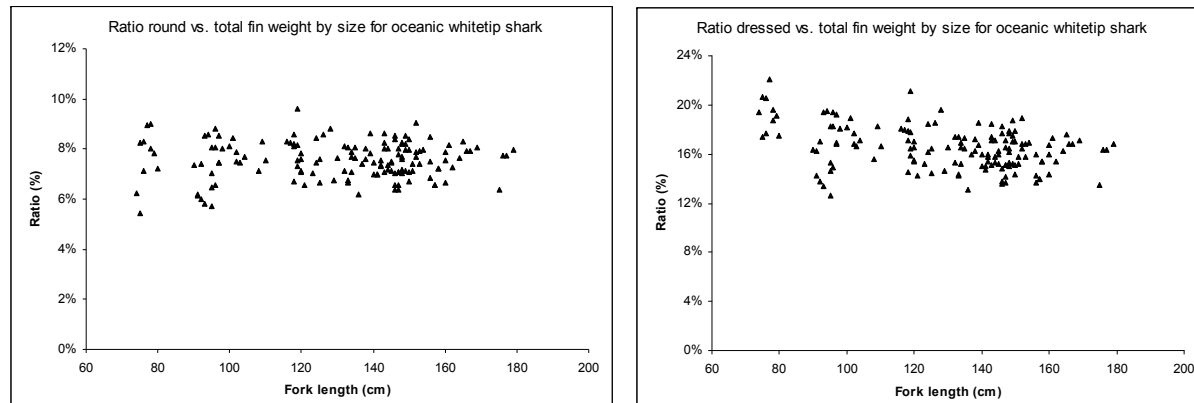 Ratio round vs. total fin weight by size for oceanic whitetip shark
12%
10%
8%
6%
4%
2%
0%
Ratio (%)
60 80 100 120 140 160 180 200
Fork length (cm)
Ratio dressed vs. total fin weight by size for oceanic whitetip shark
24%
20%
16%
12%
8%
4%
0%
Ratio (%)
60 80 100 120 140 160 180 200
Fork length (cm)